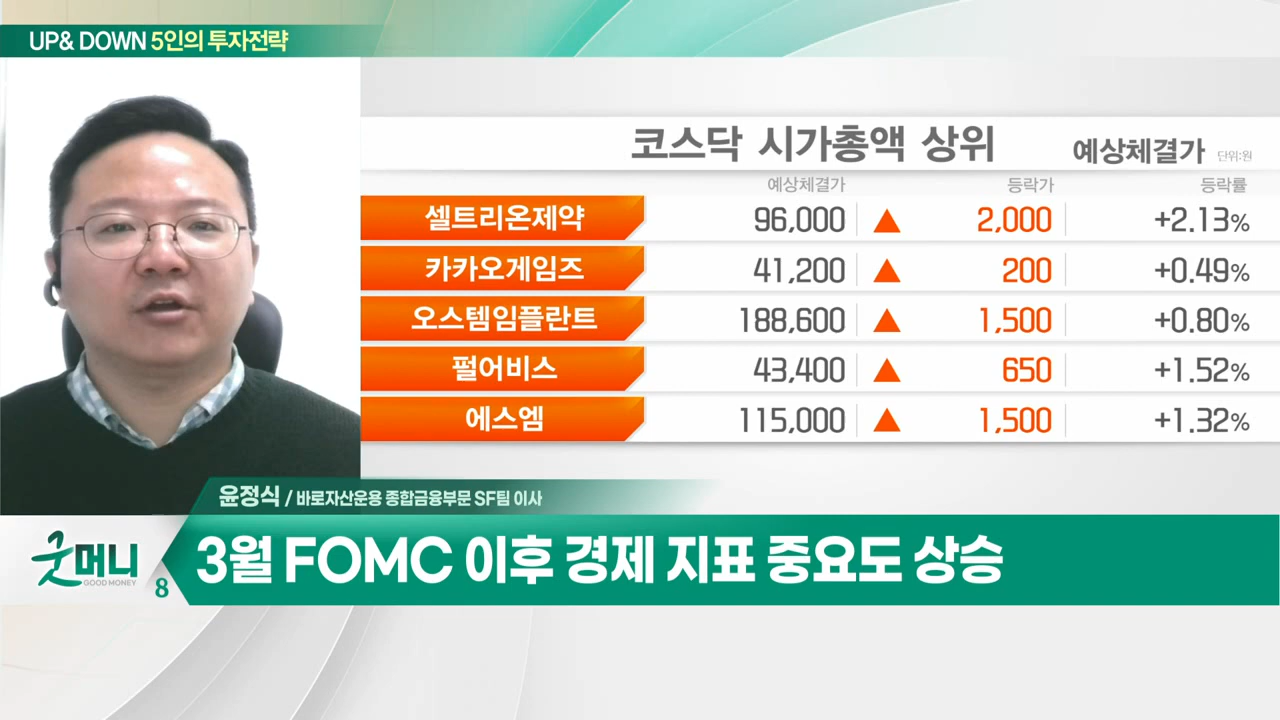 UP& DOWN 5인의 투자전략
코스닥 시가총액 상위 예상체결가 단위:원
예상체결가 등락가 등락률
셀트리온제약 96,000 ▲ 2,000 +2.13%
카카오게임즈 41,200 ▲ 200 +0.49%
오스템임플란트 188,600 ▲ 1,500 +0.80%
펄어비스 43,400 ▲ 650 +1.52%
에스엠 115,000 ▲ 1,500 +1.32%
윤정식 / 바로자산운용 종합금융부문 SF팀 이사
굿머니
GOOD MONEY
8
3월 FOMC 이후 경제 지표 중요도 상승